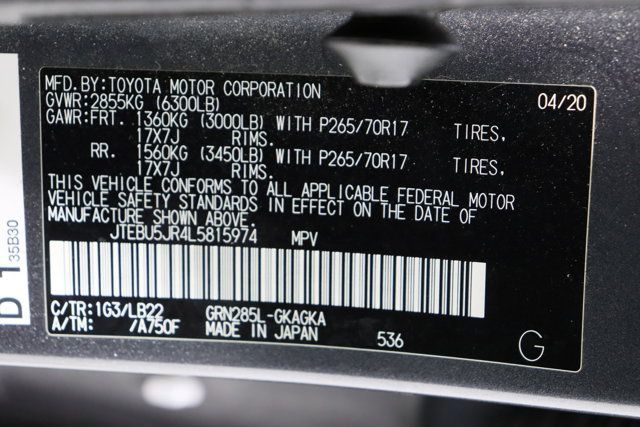 MFD.BY:TOYOTA MOTOR CORPORATION 04/20
GVWR:2855KG (6300LB)
GAWR:FRT. 1360KG (3000LB) WITH P265/70R17 TIRES,
17X7J RIMS.
RR. 1560KG (3450LB) WITH P265/70R17 TIRES,
17X7J RIMS.
THIS VEHICLE CONFORMS TO ALL APPLICABLE FEDERAL MOTOR
VEHICLE SAFETY STANDARDS IN EFFECT ON THE DATE OF
MANUFACTURE SHOWN ABOVE.
JTEBU5JR4L5815974 MPV
C/TR:1G3/LB22 GRN285L-GKAGKA
A/TM: /A750F MADE IN JAPAN 536 G
D 1
35B30